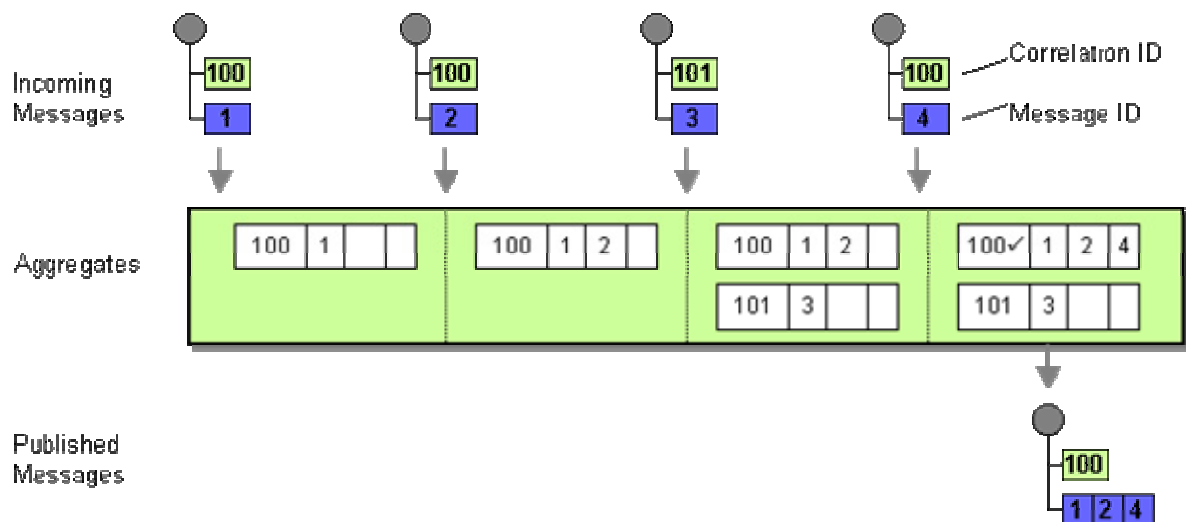 100 100 101 100 Correlatron ID
Incoming
Messages
1 2 3 4 Message ID
100 1 100 1 2 100 1 2 100✓ 1 2 4
Aggregates
101 3 101 3
Published
Messages
100
1 2 4